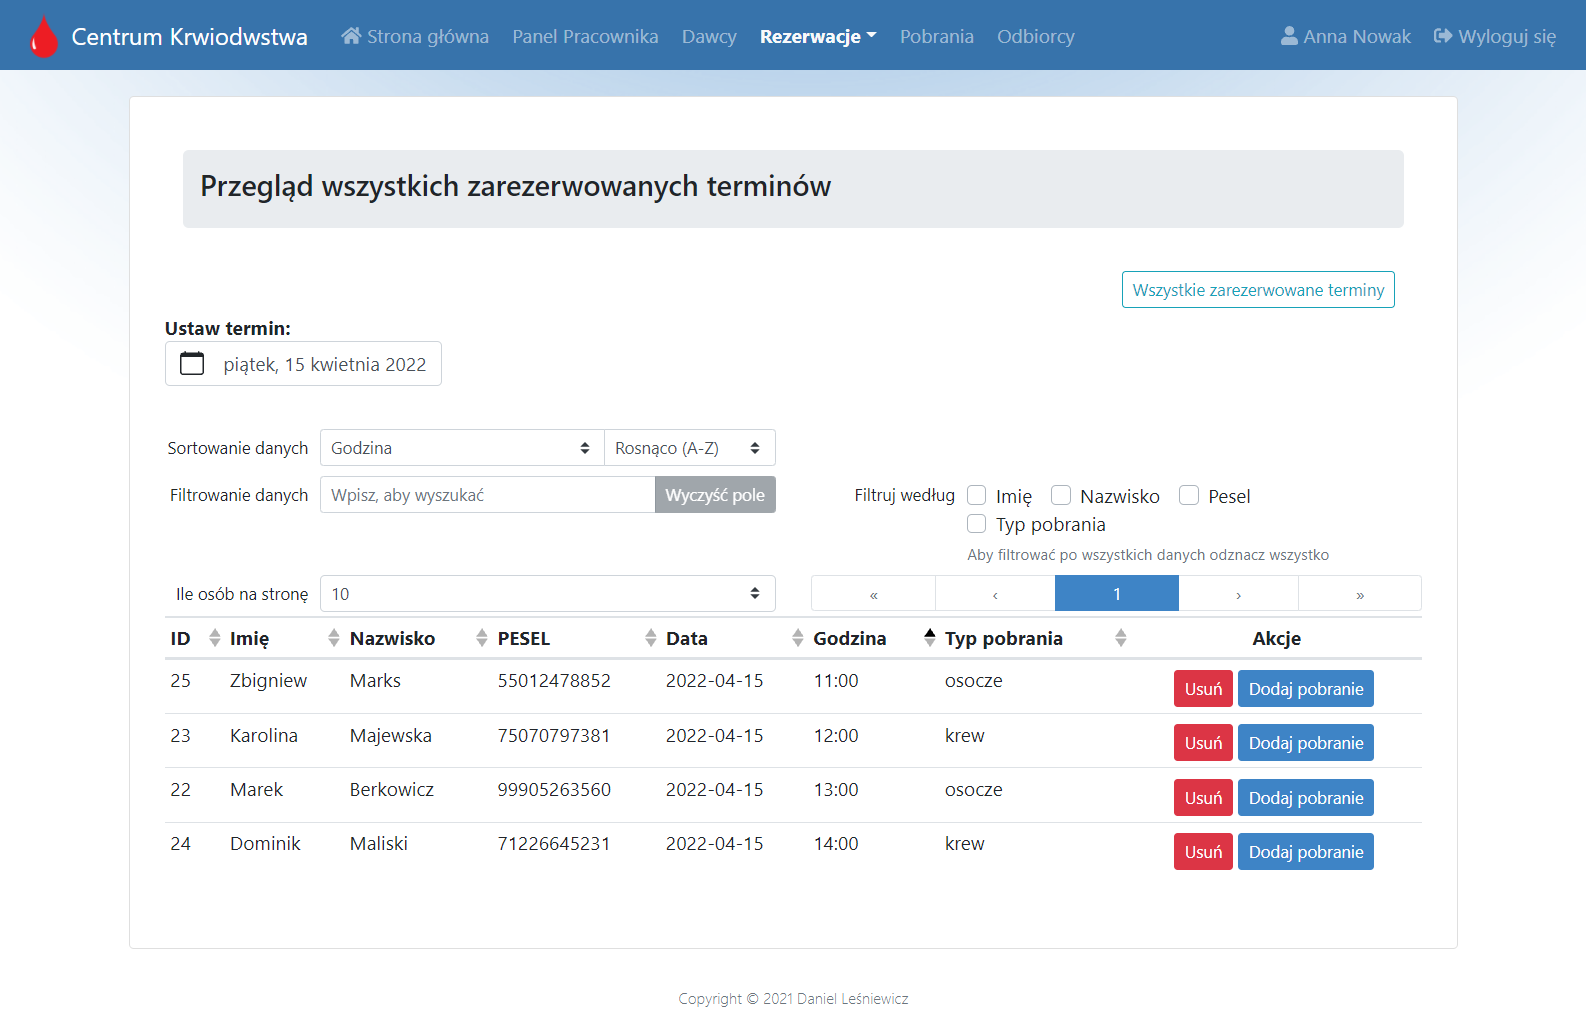 Centrum Krwiodwstwa Strona główna Panel Pracownika Dawcy Rezerwacje Pobrania Odbiorcy Anna Nowak Wyloguj się
Przegląd wszystkich zarezerwowanych terminów
Wszystkie zarezerwowane terminy
Ustaw termin:
piątek, 15 kwietnia 2022
Sortowanie danych Godzina Rosnąco (A-Z)
Filtrowanie danych Wpisz, aby wyszukać Wyczyść pole Filtruj według Imię Nazwisko Pesel
Typ pobrania
Aby filtrować po wszystkich danych odznacz wszystko
Ile osób na stronę 10 « ‹ 1 › »
ID Imię Nazwisko PESEL Data Godzina Typ pobrania Akcje
25 Zbigniew Marks 55012478852 2022-04-15 11:00 osocze Usuń Dodaj pobranie
23 Karolina Majewska 75070797381 2022-04-15 12:00 krew Usuń Dodaj pobranie
22 Marek Berkowicz 99905263560 2022-04-15 13:00 osocze Usuń Dodaj pobranie
24 Dominik Maliski 71226645231 2022-04-15 14:00 krew Usuń Dodaj pobranie
Copyright © 2021 Daniel Leśniewicz